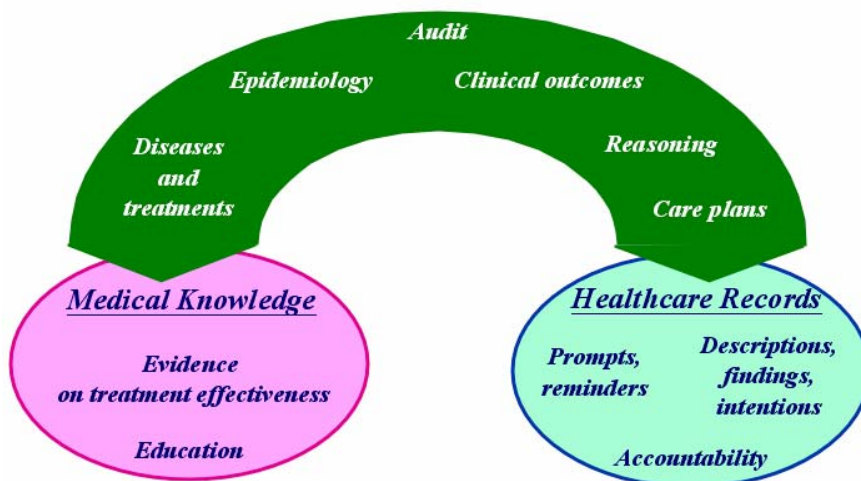 Audit
Epidemiology
Clinical outcomes
Diseases
and
treatments
Reasoning
Care plans
Medical Knowledge
Evidence
on treatment effectiveness
Education
Healthcare Records
Prompts,
reminders
Descriptions,
findings,
intentions
Accountability